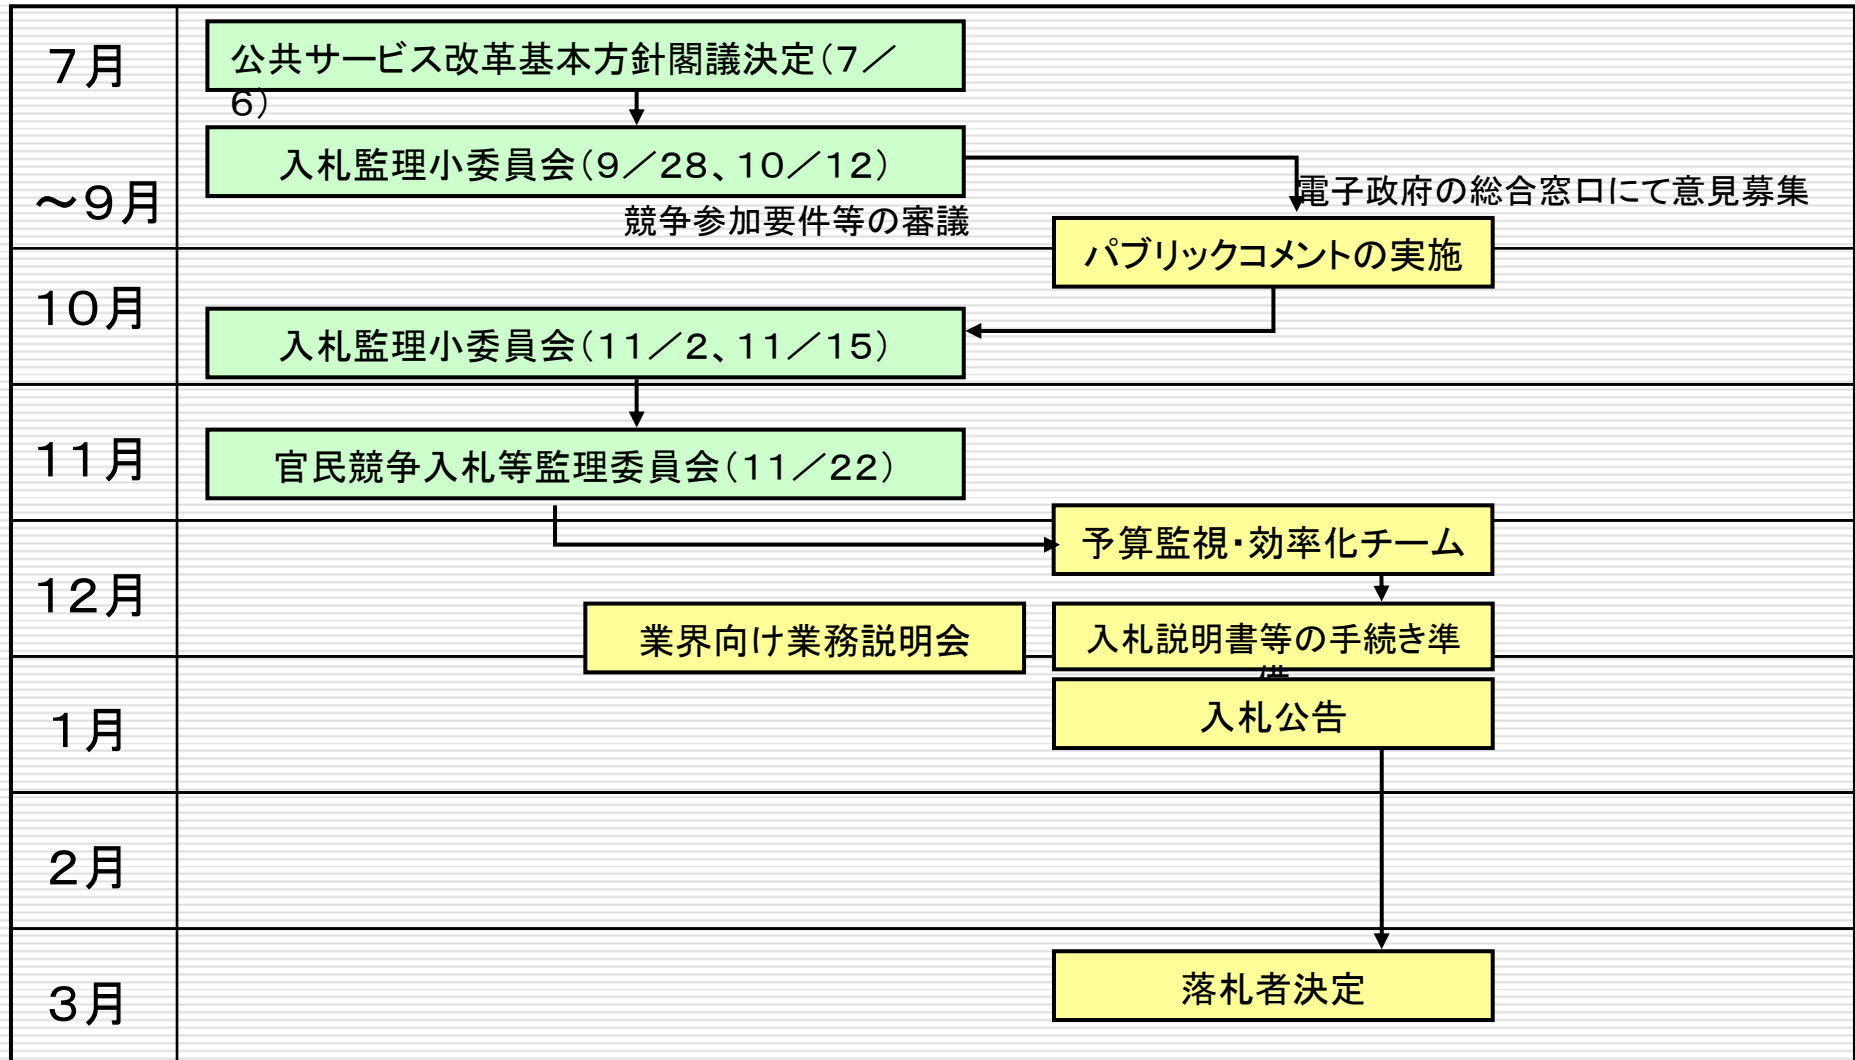 7月
公共サービス改革基本方針閣議決定(7／
6)
入札監理小委員会(9／28、10／12)
～9月
電子政府の総合窓口にて意見募集
競争参加要件等の審議
パブリックコメントの実施
10月
入札監理小委員会(11／2、11／15)
11月
官民競争入札等監理委員会(11／22)
予算監視・効率化チーム
12月
業界向け業務説明会
入札説明書等の手続き準
入札公告
1月
2月
落札者決定
3月